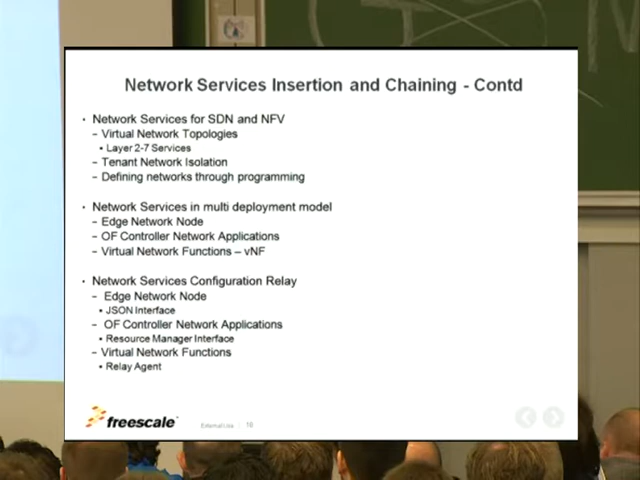 Network Services Insertion and Chaining - Contd
• Network Services for SDN and NFV
– Virtual Network Topologies
• Layer 2-7 Services
– Tenant Network Isolation
– Defining networks through programming
• Network Services in multi deployment model
– Edge Network Node
– OF Controller Network Applications
– Virtual Network Functions – vNF
• Network Services Configuration Relay
– Edge Network Node
• JSON Interface
– OF Controller Network Applications
• Resource Manager Interface
– Virtual Network Functions
• Relay Agent
freescale
External Use | 16